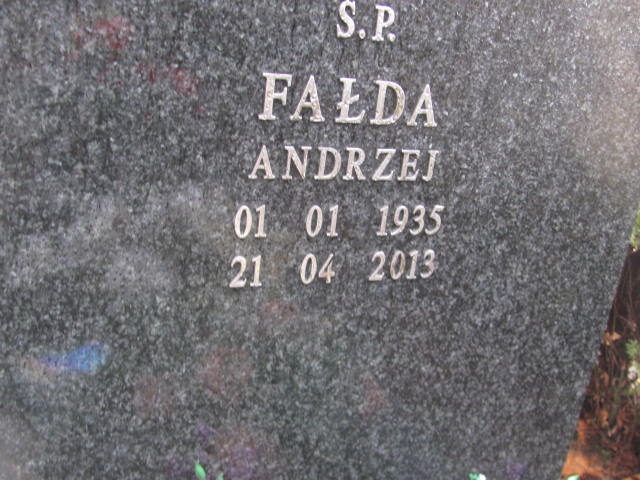 Ś.P.
FAŁDA
ANDRZEJ
01 01 1935
21 04 2013